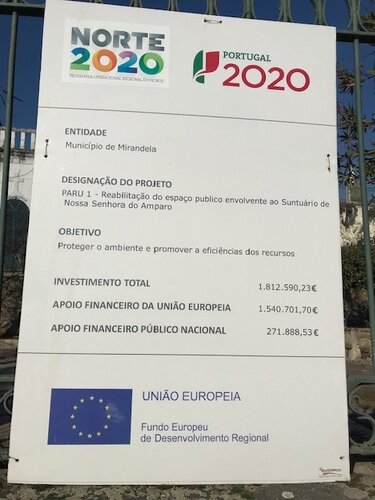 NORTE
2020
PROGRAMA OPERACIONAL REGIONAL DO NORTE
PORTUGAL
2020
ENTIDADE
Município de Mirandela
DESIGNAÇÃO DO PROJETO
PARU 1 - Reabilitação do espaço publico envolvente ao Suntuário de
Nossa Senhora do Amparo
OBJETIVO
Proteger o ambiente e promover a eficiências dos recursos
INVESTIMENTO TOTAL 1.812.590,23€
APOIO FINANCEIRO DA UNIÃO EUROPEIA 1.540.701,70€
APOIO FINANCEIRO PÚBLICO NACIONAL 271.888,53€
UNIÃO EUROPEIA
Fundo Europeu
de Desenvolvimento Regional